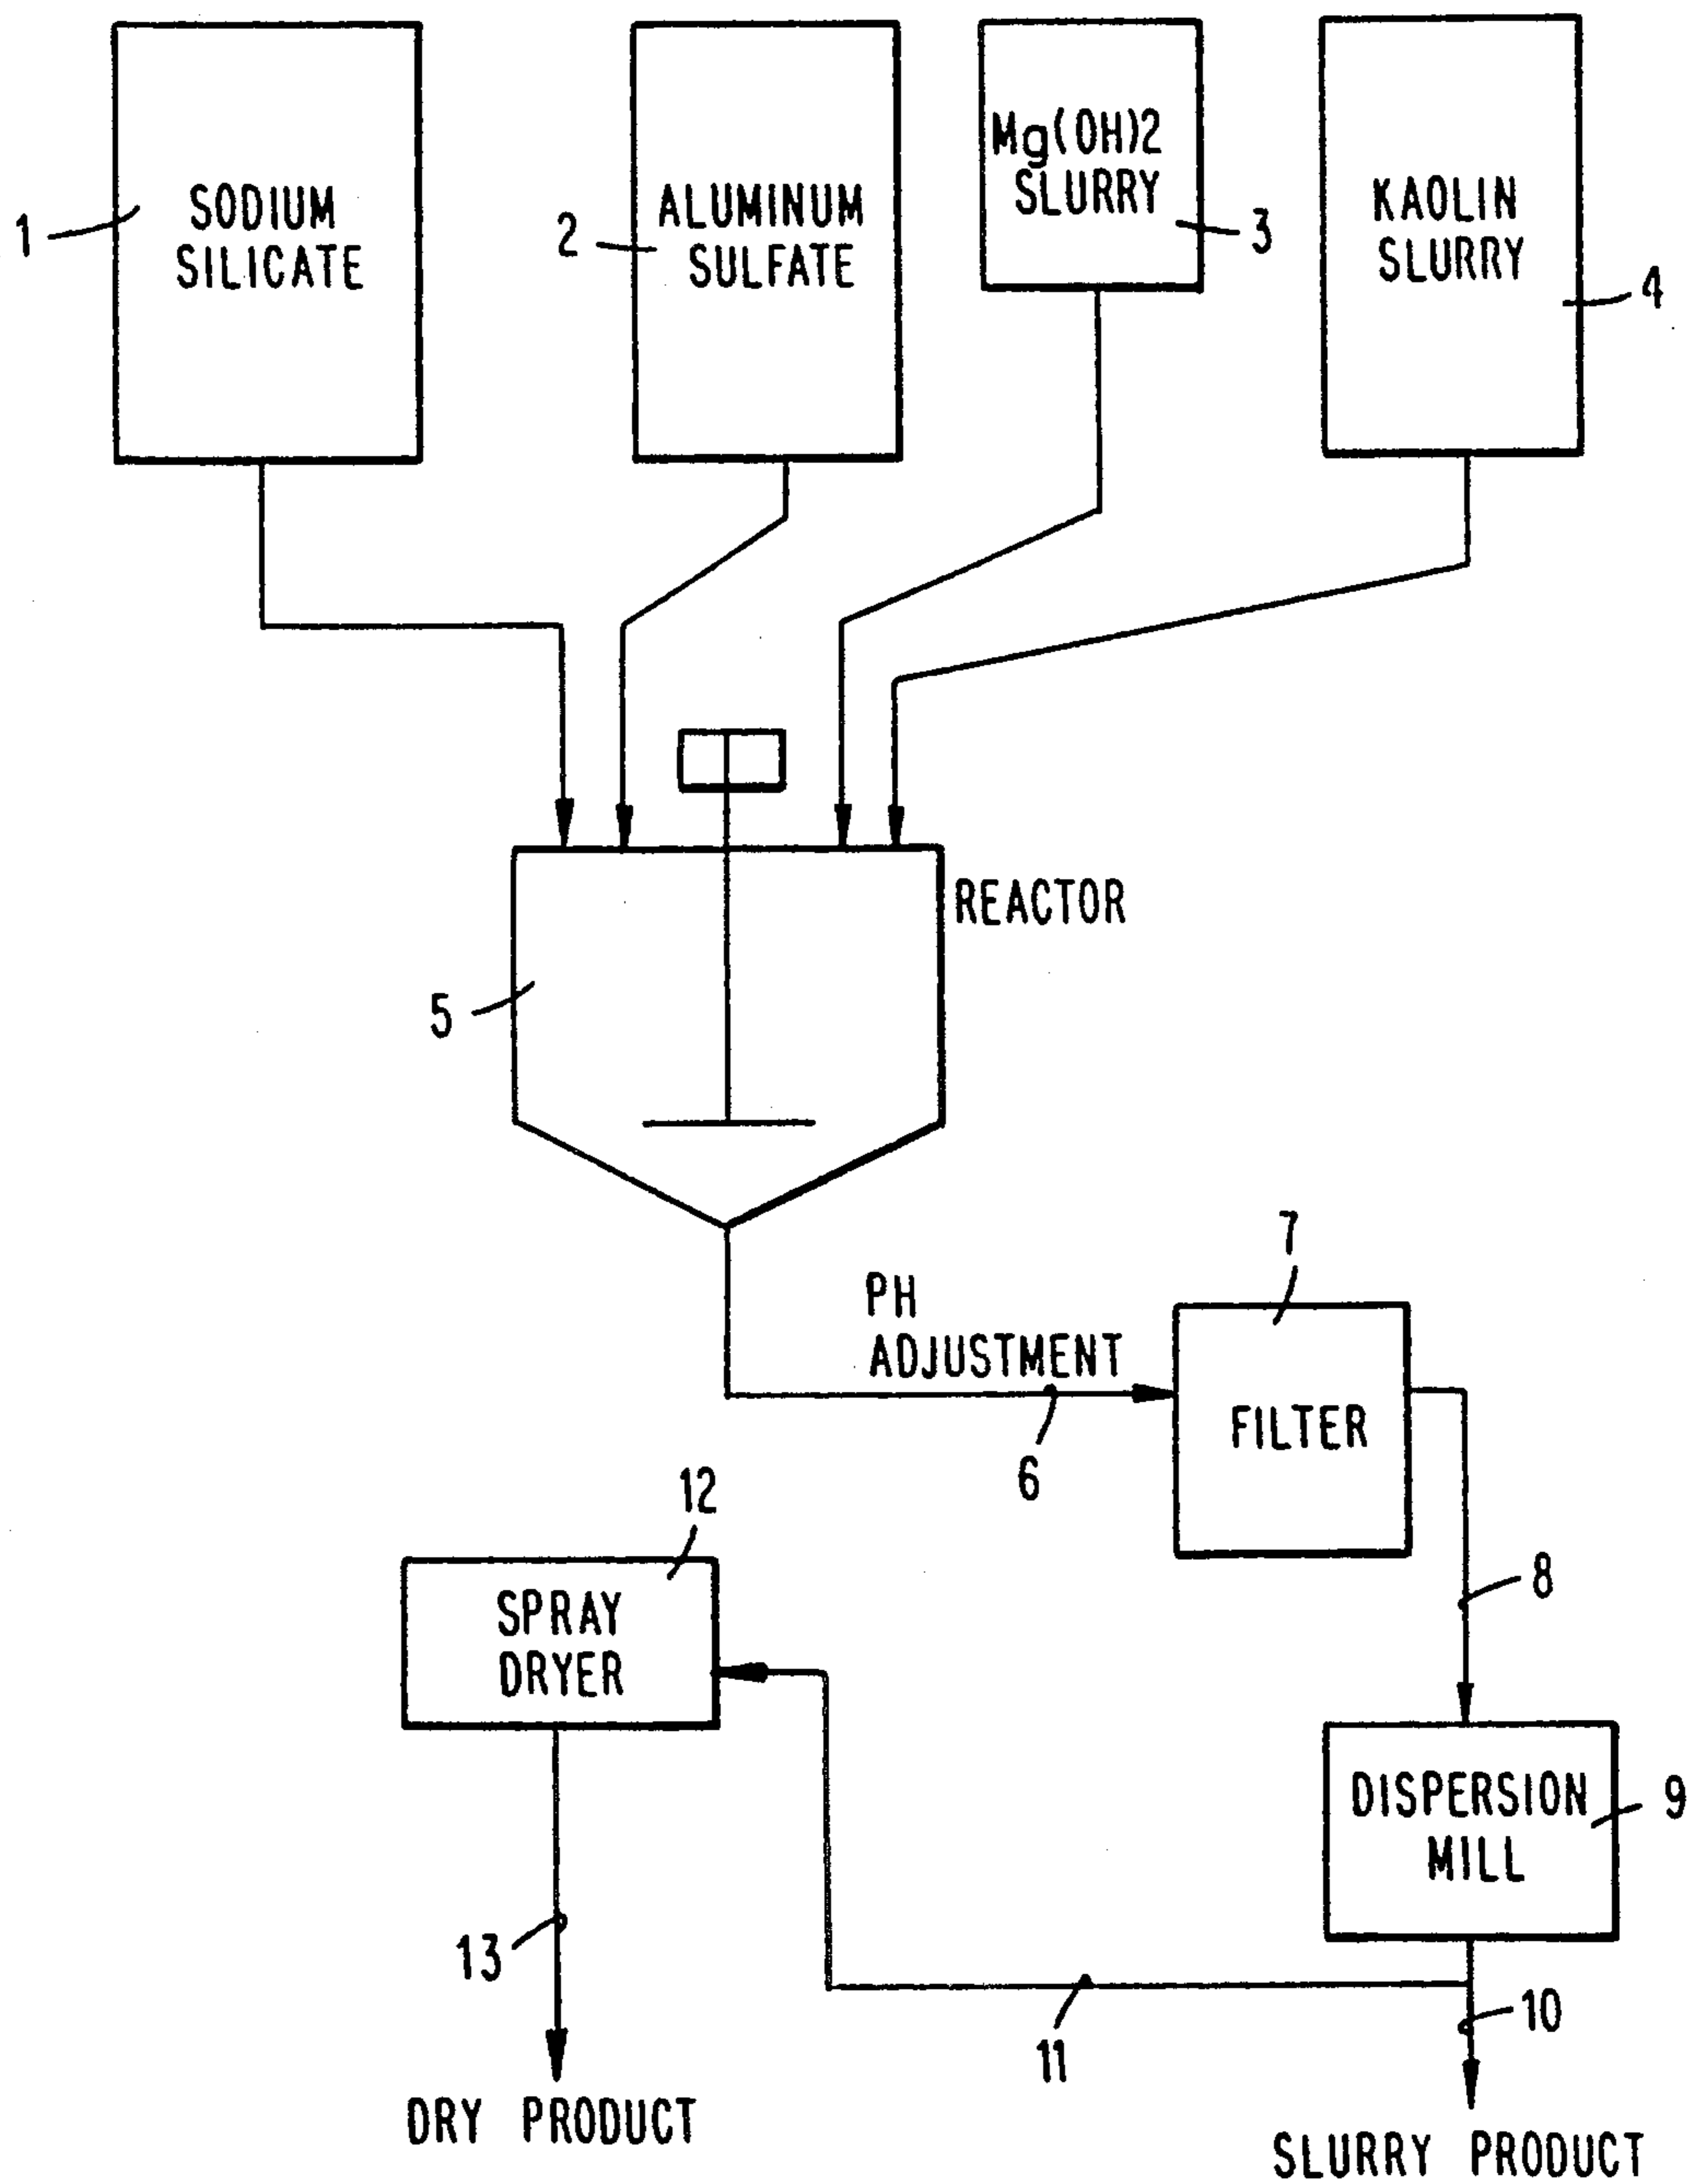 1
SODIUM
SILICATE
2
ALUMINUM
SULFATE
Mg(OH)2
SLURRY
3
KAOLIN
SLURRY
4
REACTOR
5
PH
ADJUSTMENT
6
7
FILTER
8
12
SPRAY
DRYER
DISPERSION
MILL
9
13
11
10
DRY PRODUCT
SLURRY PRODUCT